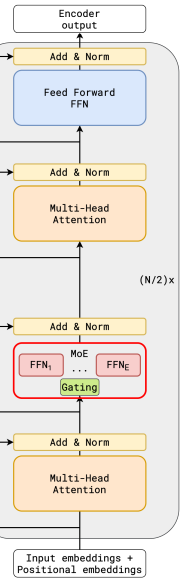 Encoder
output
Add & Norm
Feed Forward
FFN
Add & Norm
Multi-Head
Attention
(N/2)x
Add & Norm
MoE
FFN₁ ... FFN_E
Gating
Add & Norm
Multi-Head
Attention
Input embeddings +
Positional embeddings